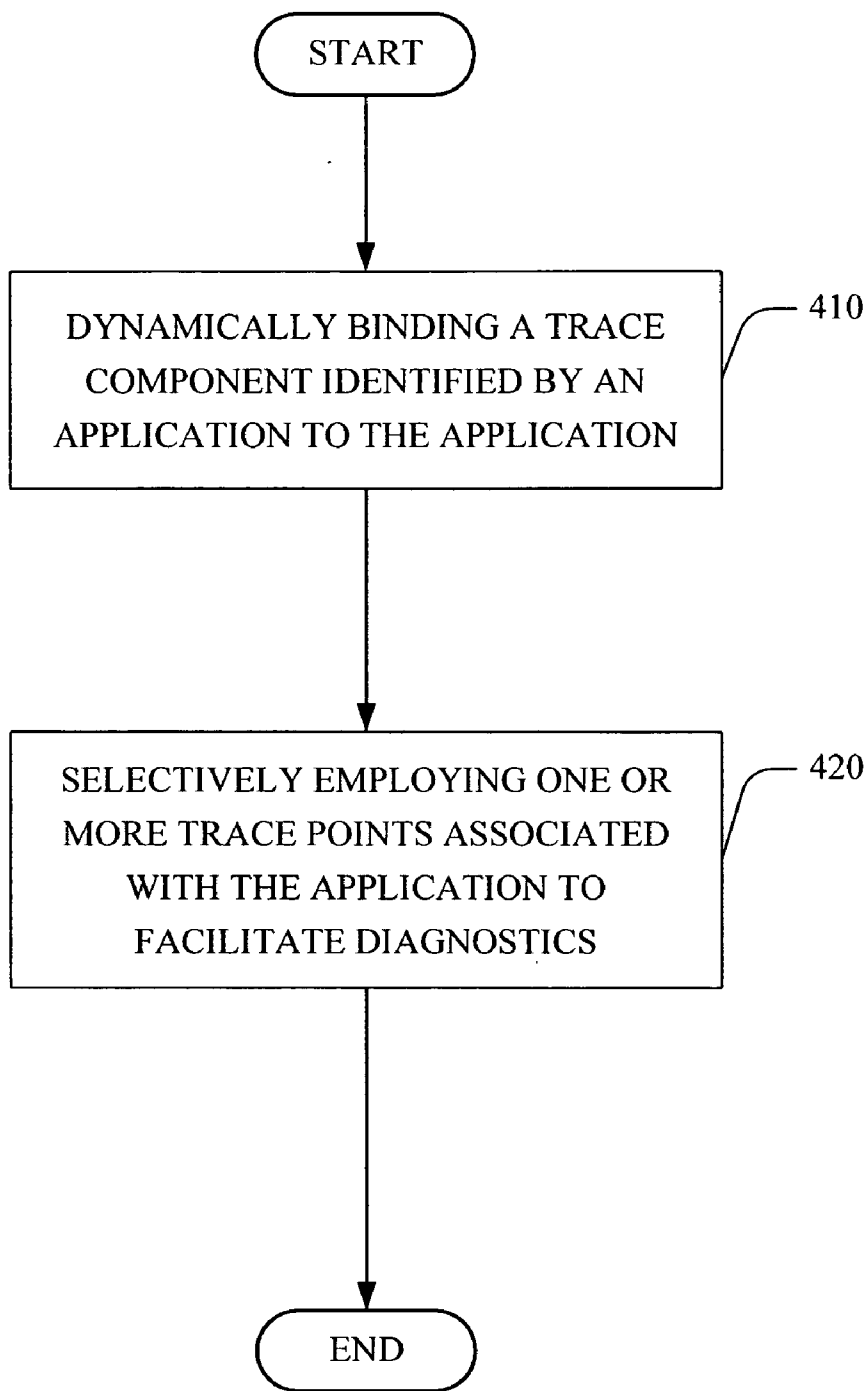 START
DYNAMICALLY BINDING A TRACE
COMPONENT IDENTIFIED BY AN
APPLICATION TO THE APPLICATION
410
SELECTIVELY EMPLOYING ONE OR
MORE TRACE POINTS ASSOCIATED
WITH THE APPLICATION TO
FACILITATE DIAGNOSTICS
420
END